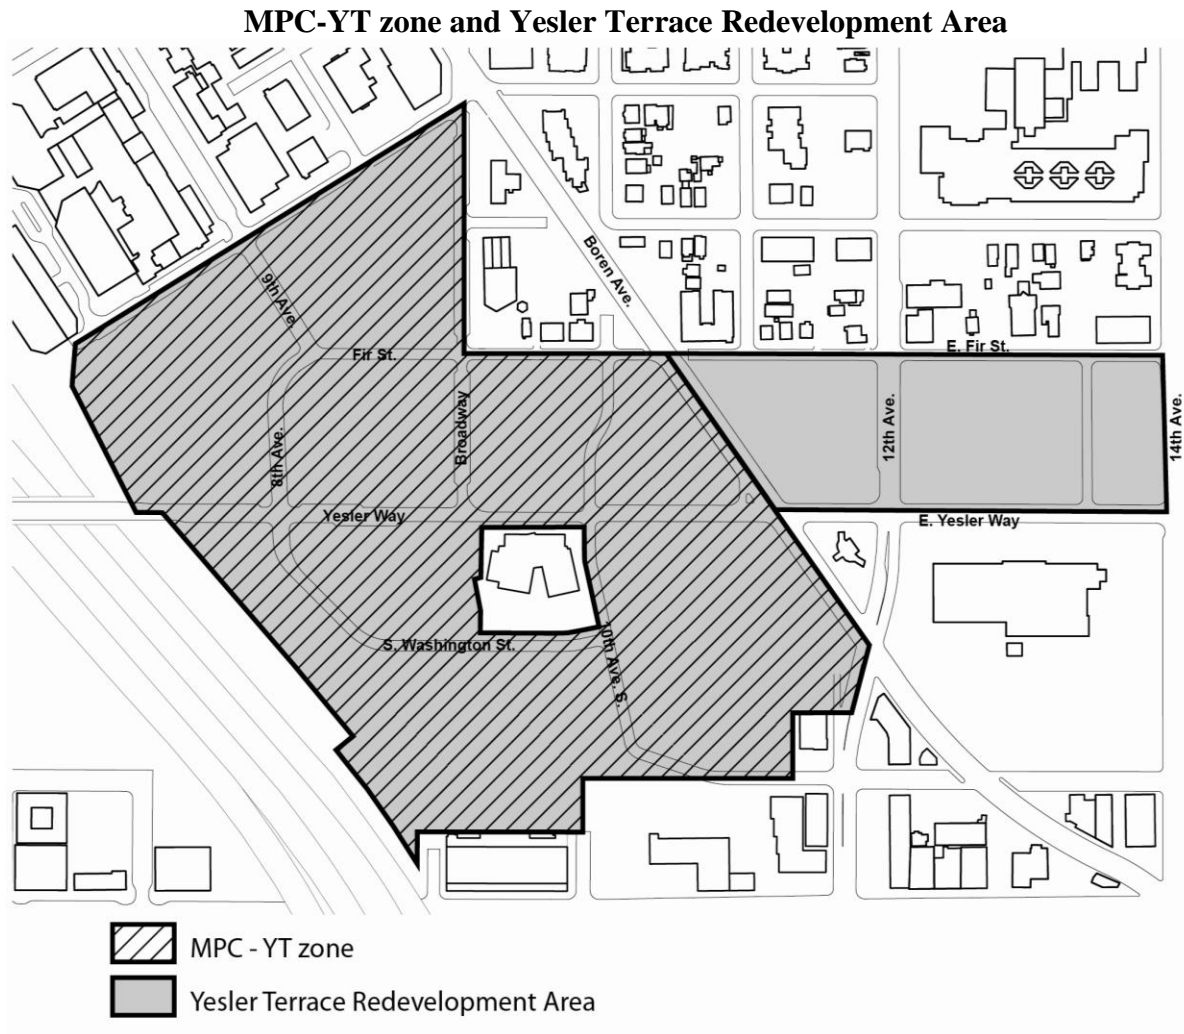 MPC-YT zone and Yesler Terrace Redevelopment Area
Boren Ave.
9th Ave.
Fir St.
E. Fir St.
Broadway
8th Ave.
12th Ave.
14th Ave.
Yesler Way
E. Yesler Way
S. Washington St.
10th Ave. S.
MPC - YT zone
Yesler Terrace Redevelopment Area